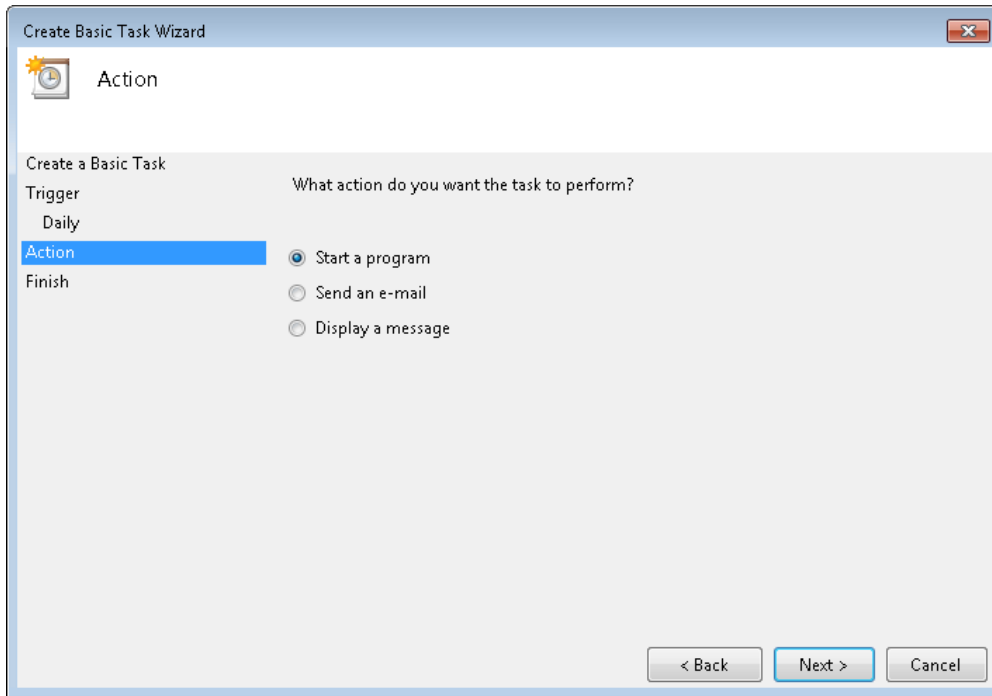 Create Basic Task Wizard
Action
Create a Basic Task
Trigger
Daily
Action
Finish
What action do you want the task to perform?
Start a program
Send an e-mail
Display a message
< Back
Next >
Cancel